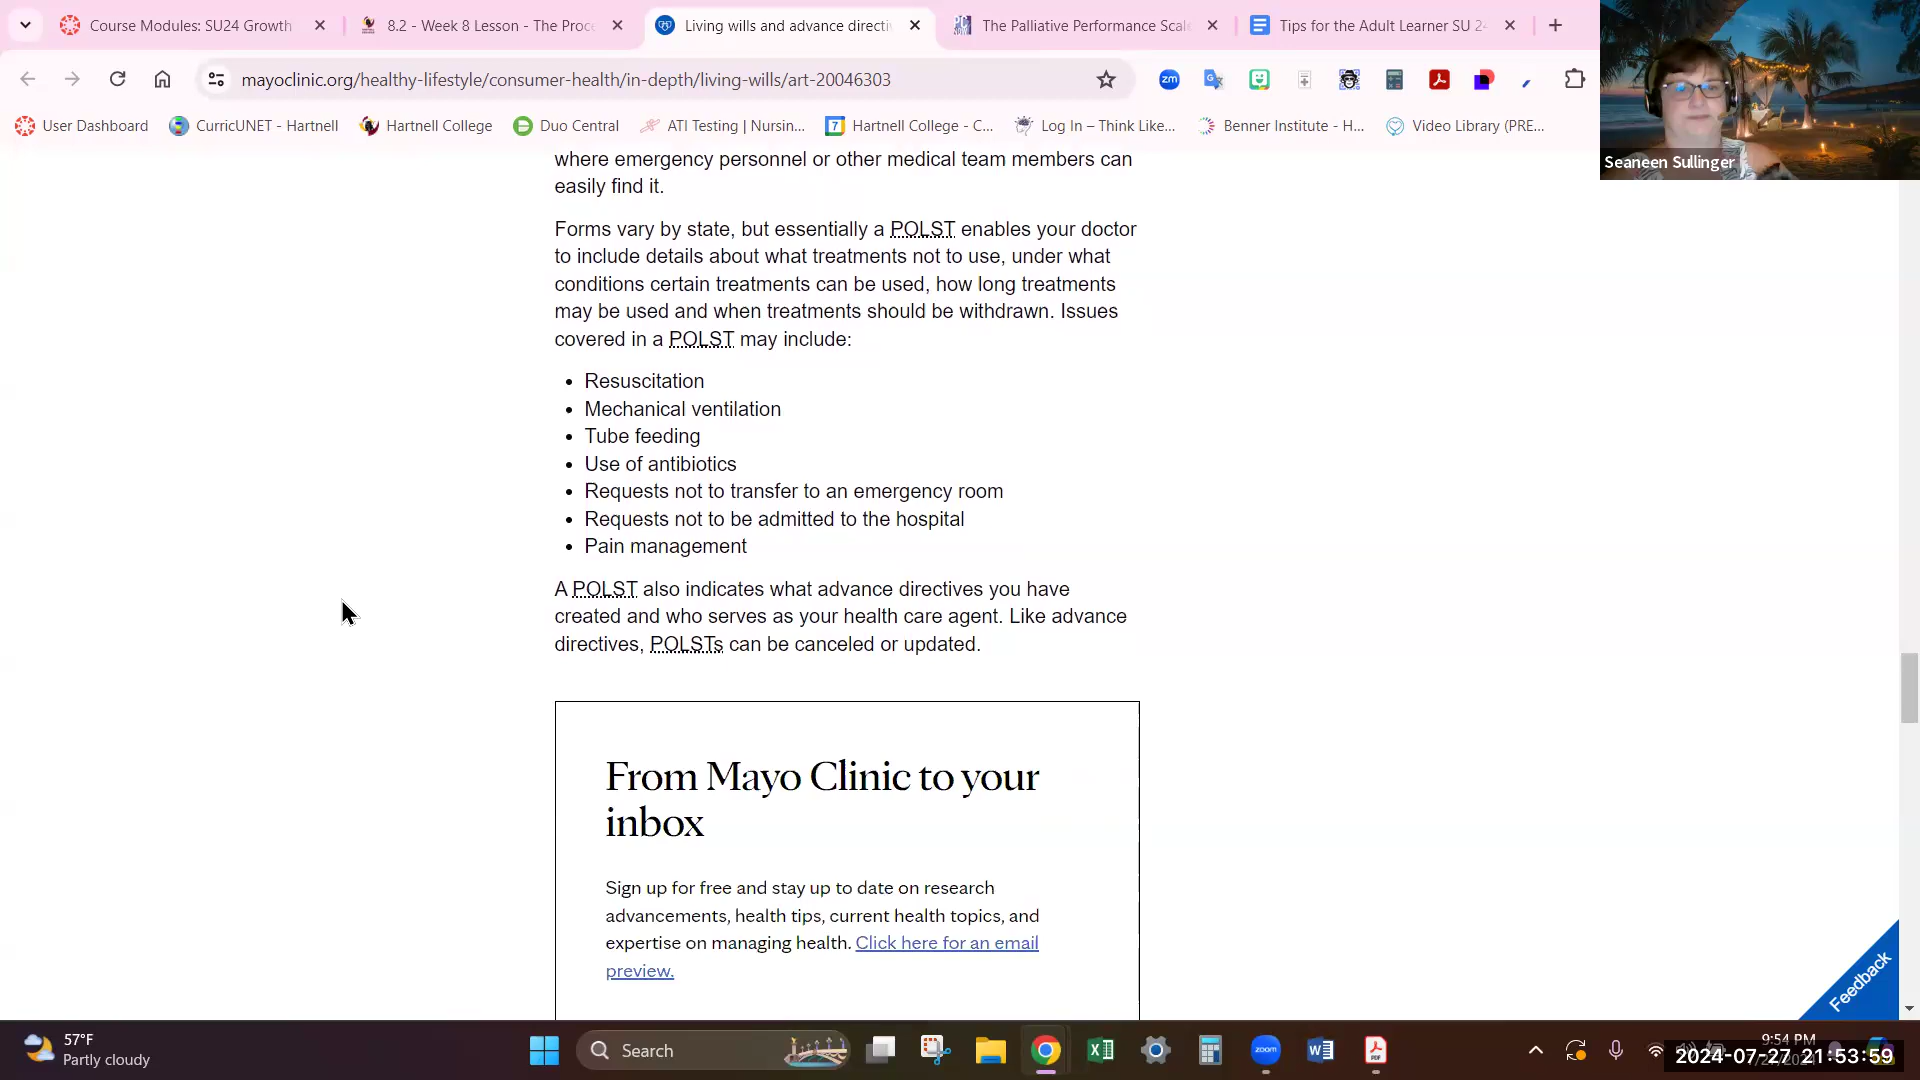 Course Modules: SU24 Growth
8.2 - Week 8 Lesson - The Proce
Living wills and advance directi
The Palliative Performance Scale
Tips for the Adult Learner SU 24
mayoclinic.org/healthy-lifestyle/consumer-health/in-depth/living-wills/art-20046303
zm
User Dashboard
CurricUNET - Hartnell
Hartnell College
Duo Central
ATI Testing | Nursin...
7
Hartnell College - C...
Log In – Think Like...
Benner Institute - H...
Video Library (PRE...
Seaneen Sullinger
where emergency personnel or other medical team members can
easily find it.
Forms vary by state, but essentially a POLST enables your doctor
to include details about what treatments not to use, under what
conditions certain treatments can be used, how long treatments
may be used and when treatments should be withdrawn. Issues
covered in a POLST may include:
• Resuscitation
• Mechanical ventilation
• Tube feeding
• Use of antibiotics
• Requests not to transfer to an emergency room
• Requests not to be admitted to the hospital
• Pain management
A POLST also indicates what advance directives you have
created and who serves as your health care agent. Like advance
directives, POLSTs can be canceled or updated.
From Mayo Clinic to your
inbox
Sign up for free and stay up to date on research
advancements, health tips, current health topics, and
expertise on managing health. Click here for an email
preview.
Feedback
57°F
Partly cloudy
Search
zoom
9:54 PM
2024-07-27 21:53:59